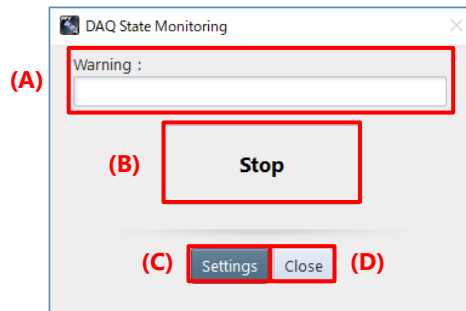 DAQ State Monitoring
Warning :
(A)
(B)
Stop
(C)
Settings
Close
(D)